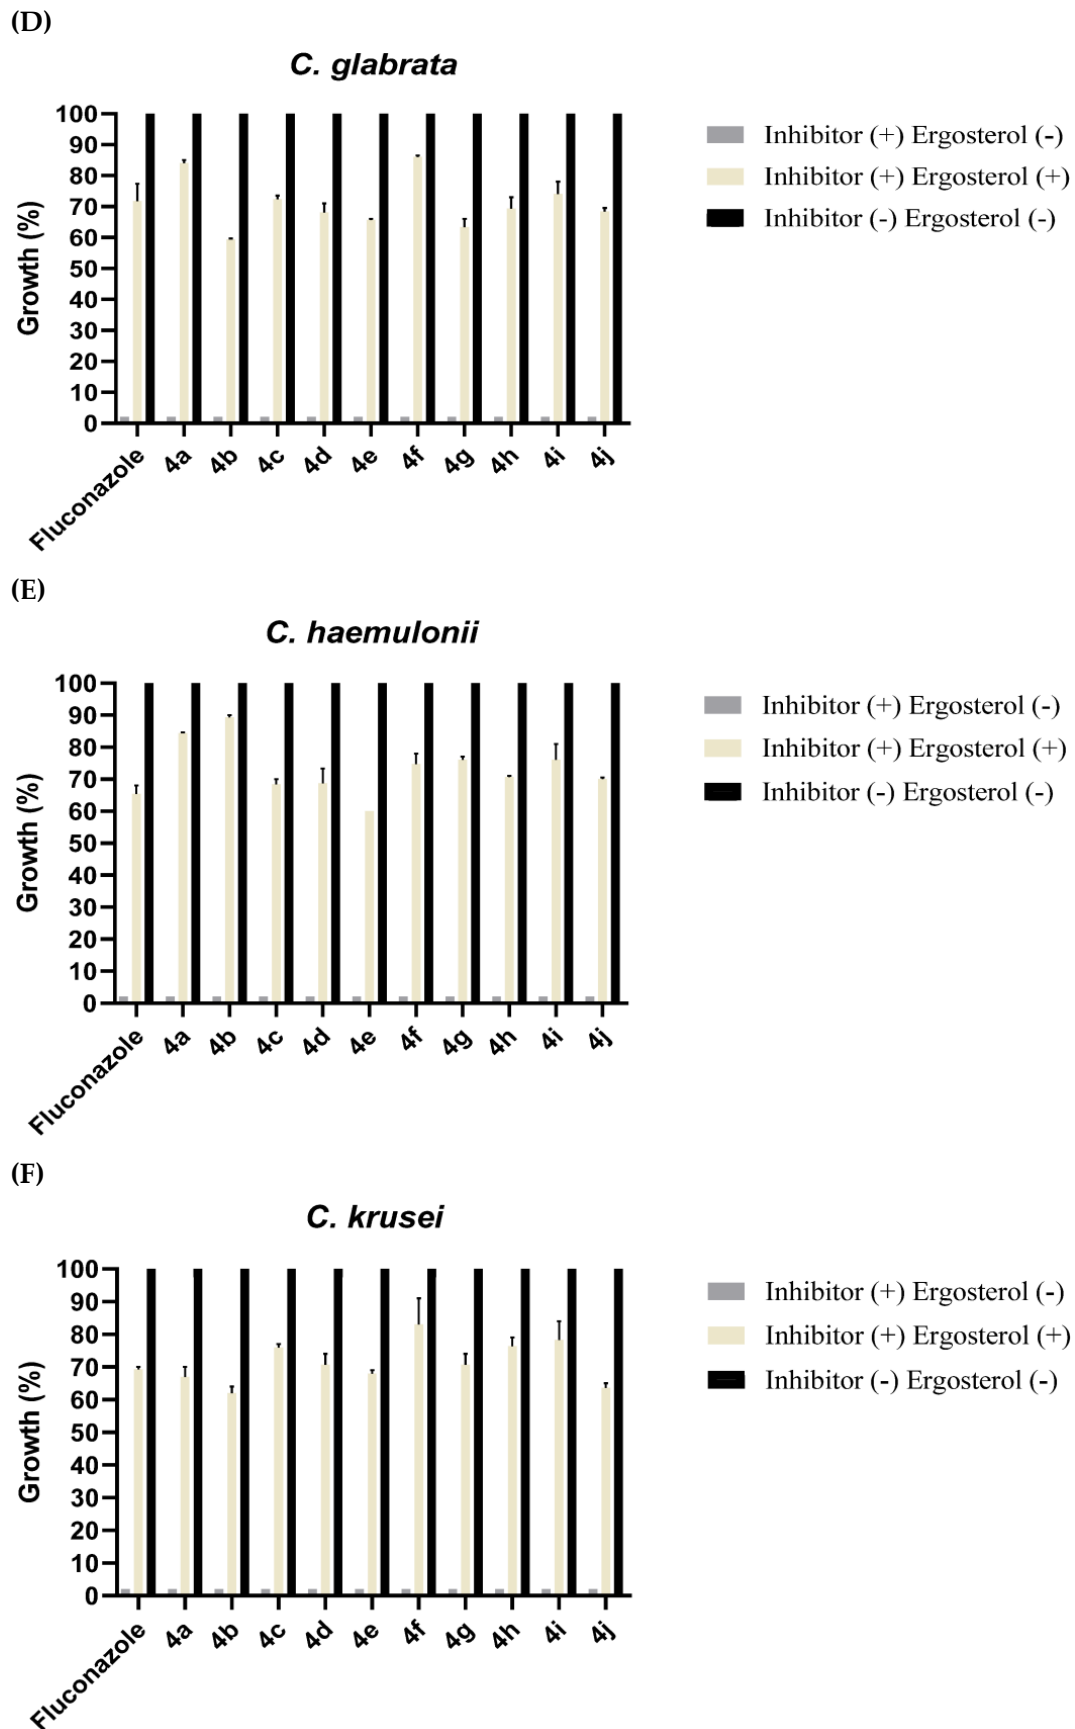 (D)
C. glabrata
100
90
80
70
60
50
40
30
20
10
0
Growth (%)
Fluconazole 4a 4b 4c 4d 4e 4f 4g 4h 4i 4j
Inhibitor (+) Ergosterol (-)
Inhibitor (+) Ergosterol (+)
Inhibitor (-) Ergosterol (-)
(E)
C. haemulonii
100
90
80
70
60
50
40
30
20
10
0
Growth (%)
Fluconazole 4a 4b 4c 4d 4e 4f 4g 4h 4i 4j
Inhibitor (+) Ergosterol (-)
Inhibitor (+) Ergosterol (+)
Inhibitor (-) Ergosterol (-)
(F)
C. krusei
100
90
80
70
60
50
40
30
20
10
0
Growth (%)
Fluconazole 4a 4b 4c 4d 4e 4f 4g 4h 4i 4j
Inhibitor (+) Ergosterol (-)
Inhibitor (+) Ergosterol (+)
Inhibitor (-) Ergosterol (-)